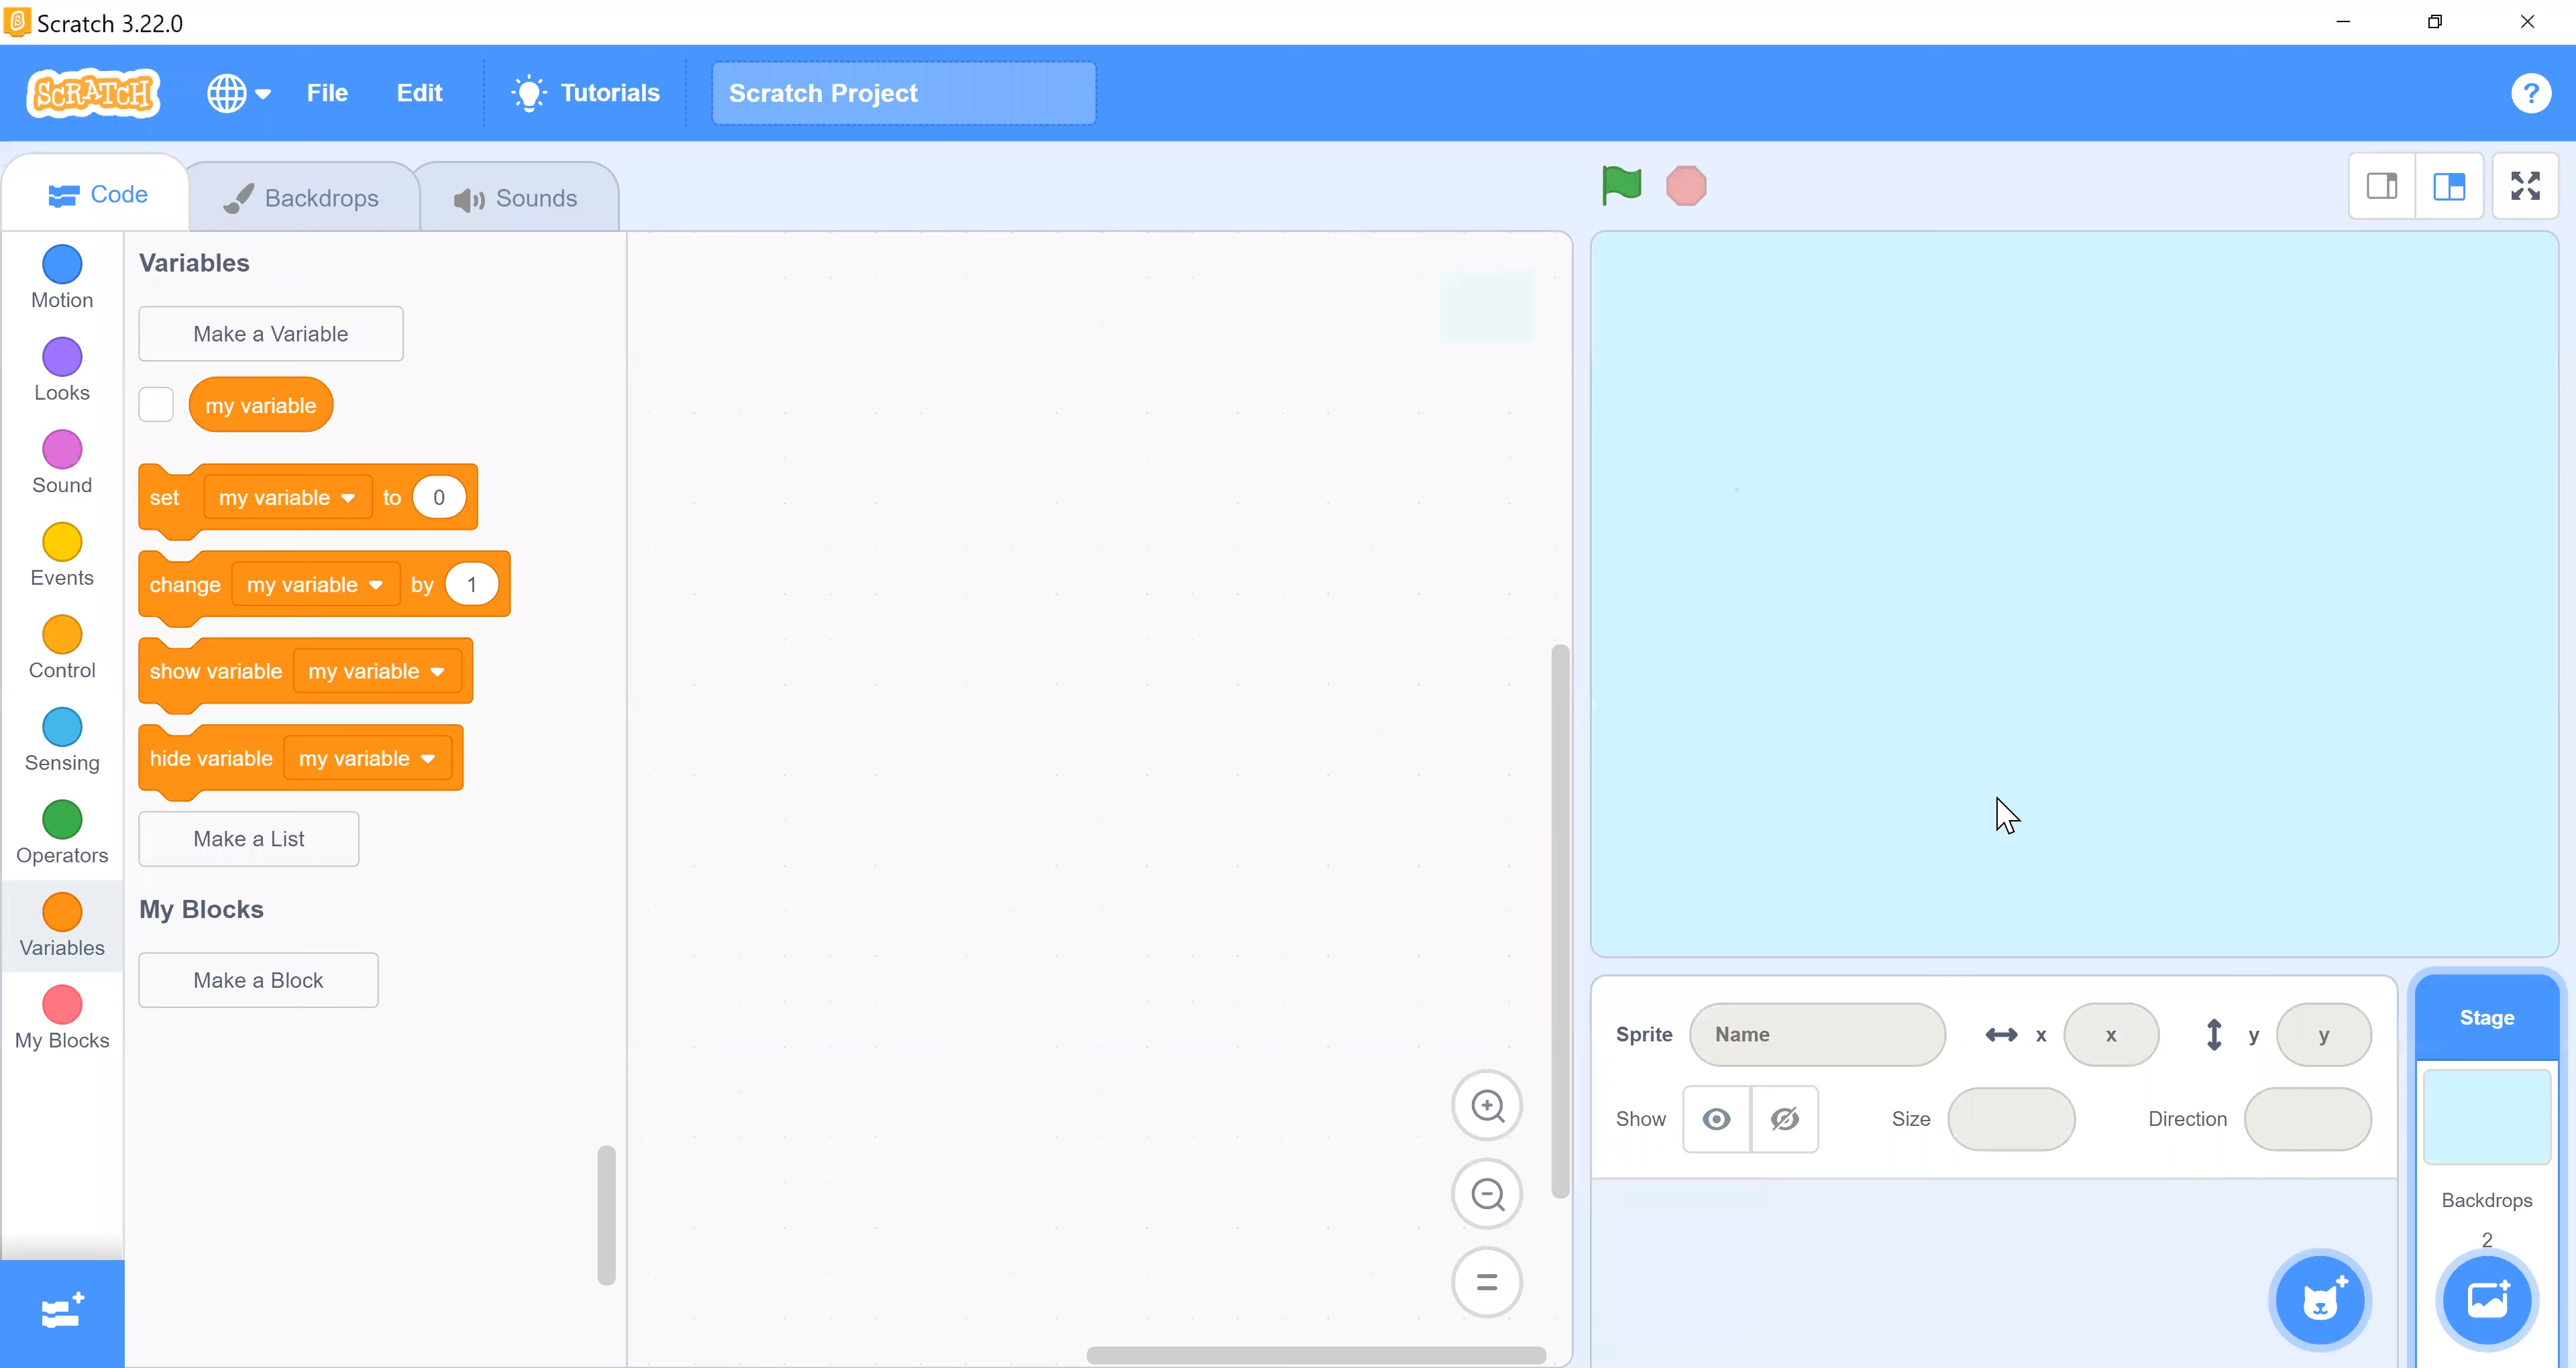 Scratch 3.22.0
SCRATCH File Edit Tutorials Scratch Project ?
Code Backdrops Sounds
Motion
Looks
Sound
Events
Control
Sensing
Operators
Variables
My Blocks
Variables
Make a Variable
my variable
set my variable to 0
change my variable by 1
show variable my variable
hide variable my variable
Make a List
My Blocks
Make a Block
Sprite Name x x y y
Show Size Direction
Stage
Backdrops
2